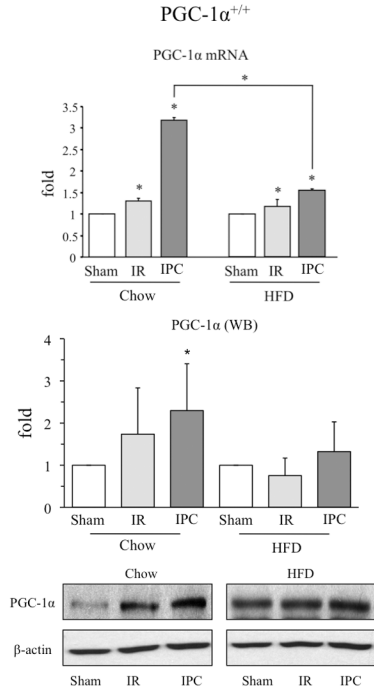 PGC-1α+/+
PGC-1α mRNA
*
3.5
3
2.5
2
1.5
1
0.5
fold
* * * *
Sham IR IPC Sham IR IPC
Chow HFD
PGC-1α (WB)
4
3
2
1
0
fold
*
Sham IR IPC Sham IR IPC
Chow HFD
Chow HFD
PGC-1α
β-actin
Sham IR IPC Sham IR IPC